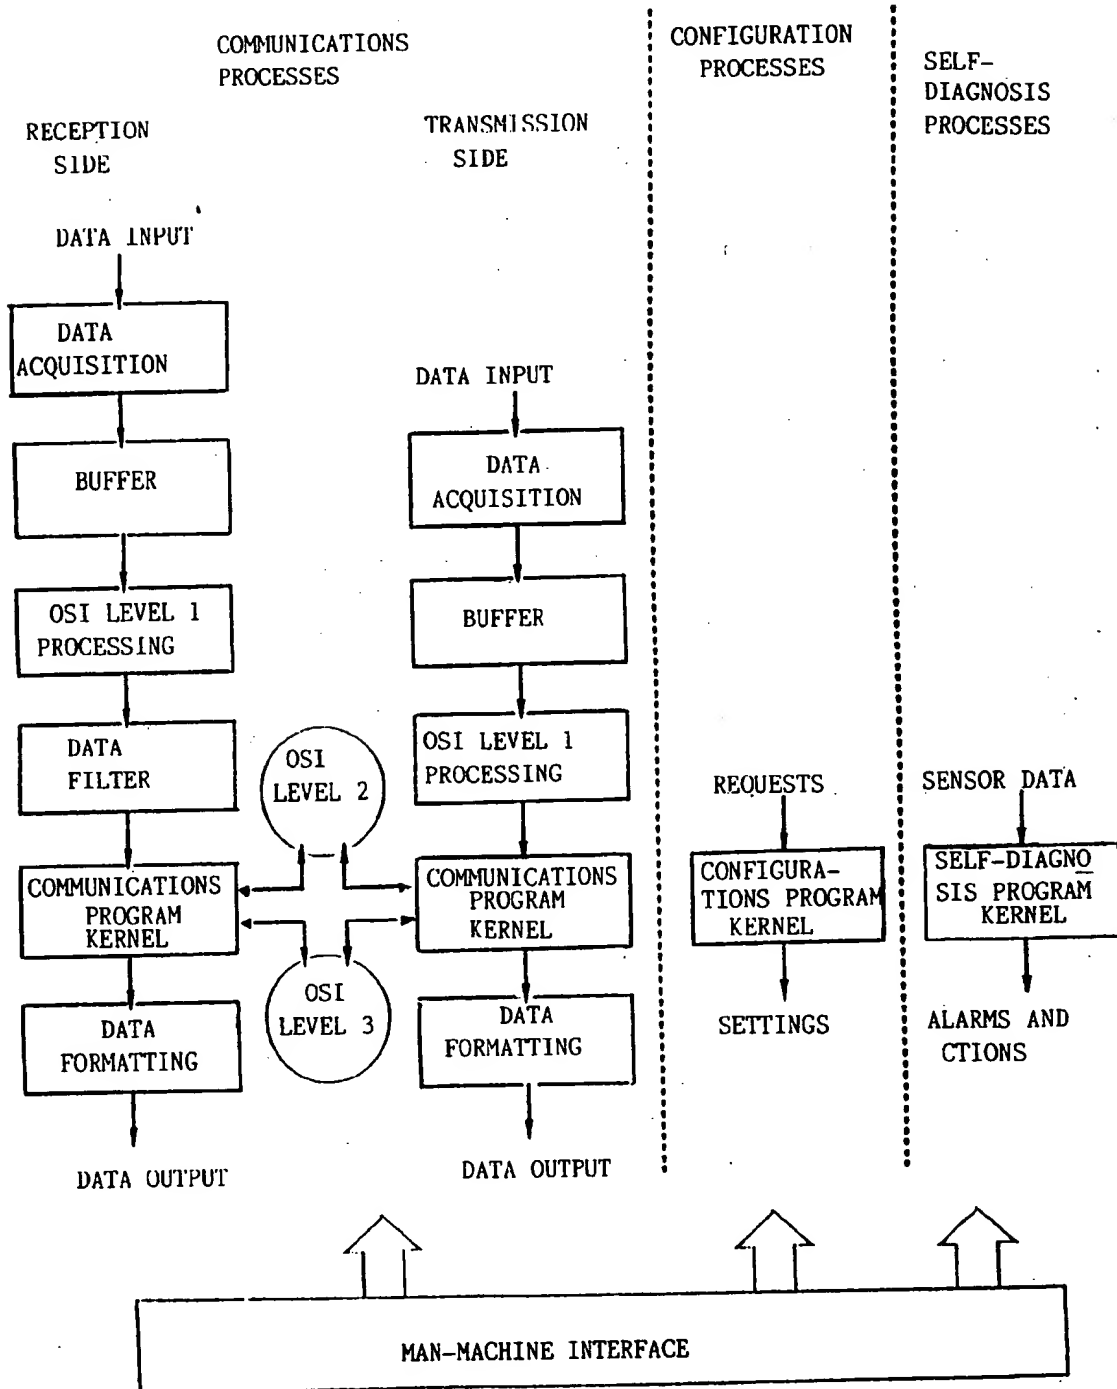 COMMUNICATIONS
PROCESSES
CONFIGURATION
PROCESSES
SELF-
DIAGNOSIS
PROCESSES
RECEPTION
SIDE
TRANSMISSION
SIDE
DATA INPUT
DATA
ACQUISITION
BUFFER
OSI LEVEL 1
PROCESSING
DATA
FILTER
COMMUNICATIONS
PROGRAM
KERNEL
DATA
FORMATTING
DATA OUTPUT
OSI
LEVEL 2
OSI
LEVEL 3
DATA INPUT
DATA
ACQUISITION
BUFFER
OSI LEVEL 1
PROCESSING
COMMUNICATIONS
PROGRAM
KERNEL
DATA
FORMATTING
DATA OUTPUT
REQUESTS
CONFIGURA-
TIONS PROGRAM
KERNEL
SETTINGS
SENSOR DATA
SELF-DIAGNO
SIS PROGRAM
KERNEL
ALARMS AND
CTIONS
MAN-MACHINE INTERFACE